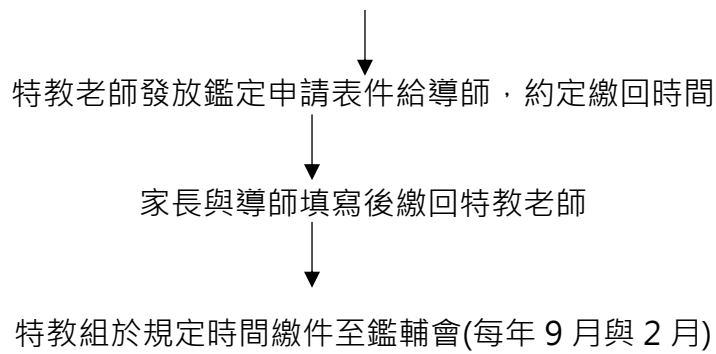 特教老師發放鑑定申請表件給導師，約定繳回時間
家長與導師填寫後繳回特教老師
特教組於規定時間繳件至鑑輔會(每年 9 月與 2 月)